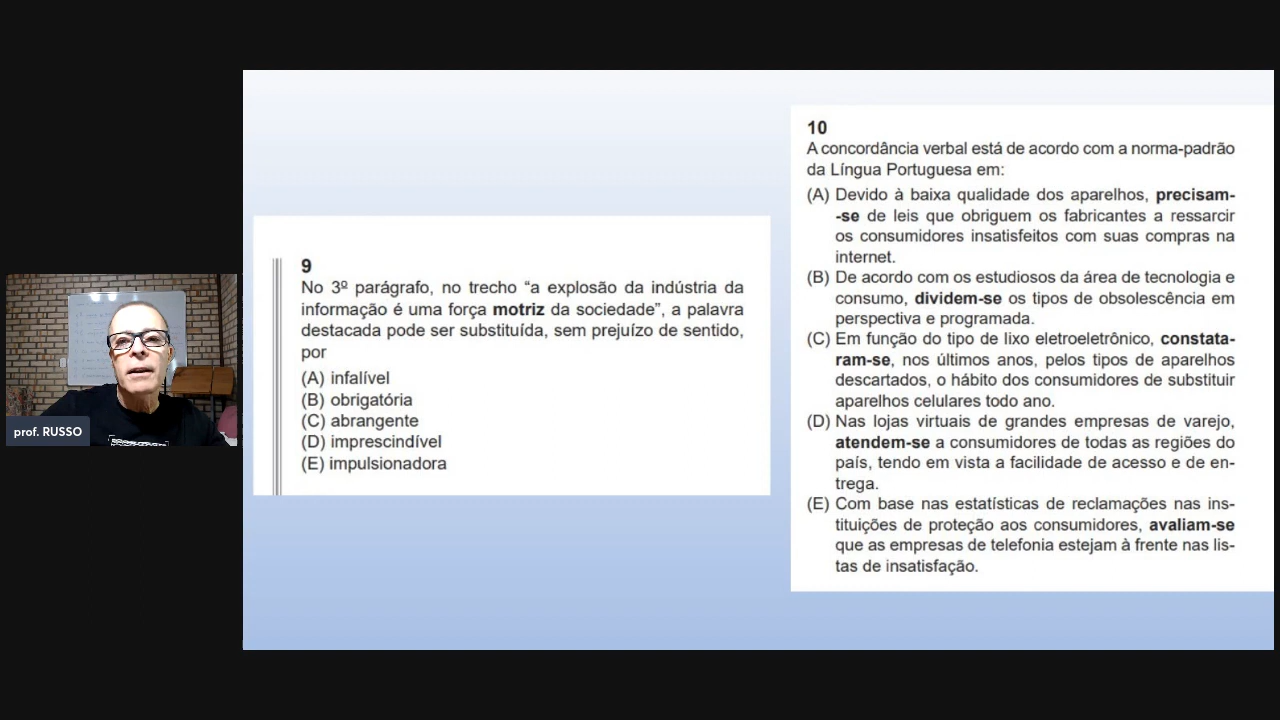 prof. RUSSO
9
No 3º parágrafo, no trecho “a explosão da indústria da
informação é uma força motriz da sociedade”, a palavra
destacada pode ser substituída, sem prejuízo de sentido,
por
(A) infalível
(B) obrigatória
(C) abrangente
(D) imprescindível
(E) impulsionadora
10
A concordância verbal está de acordo com a norma-padrão
da Língua Portuguesa em:
(A) Devido à baixa qualidade dos aparelhos, precisam-
-se de leis que obriguem os fabricantes a ressarcir
os consumidores insatisfeitos com suas compras na
internet.
(B) De acordo com os estudiosos da área de tecnologia e
consumo, dividem-se os tipos de obsolescência em
perspectiva e programada.
(C) Em função do tipo de lixo eletroeletrônico, constata-
ram-se, nos últimos anos, pelos tipos de aparelhos
descartados, o hábito dos consumidores de substituir
aparelhos celulares todo ano.
(D) Nas lojas virtuais de grandes empresas de varejo,
atendem-se a consumidores de todas as regiões do
país, tendo em vista a facilidade de acesso e de en-
trega.
(E) Com base nas estatísticas de reclamações nas ins-
tituições de proteção aos consumidores, avaliam-se
que as empresas de telefonia estejam à frente nas lis-
tas de insatisfação.